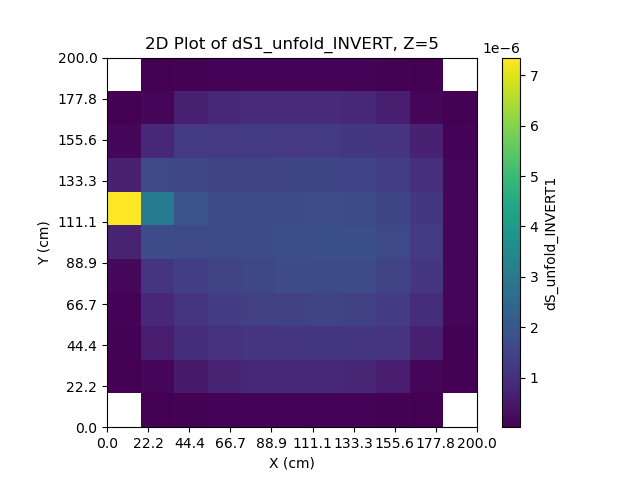 2D Plot of dS1_unfold_INVERT, Z=5
1e−6
200.0
177.8
155.6
133.3
111.1
88.9
66.7
44.4
22.2
0.0
Y (cm)
0.0 22.2 44.4 66.7 88.9 111.1 133.3 155.6 177.8 200.0
X (cm)
7
6
5
4
3
2
1
dS_unfold_INVERT1